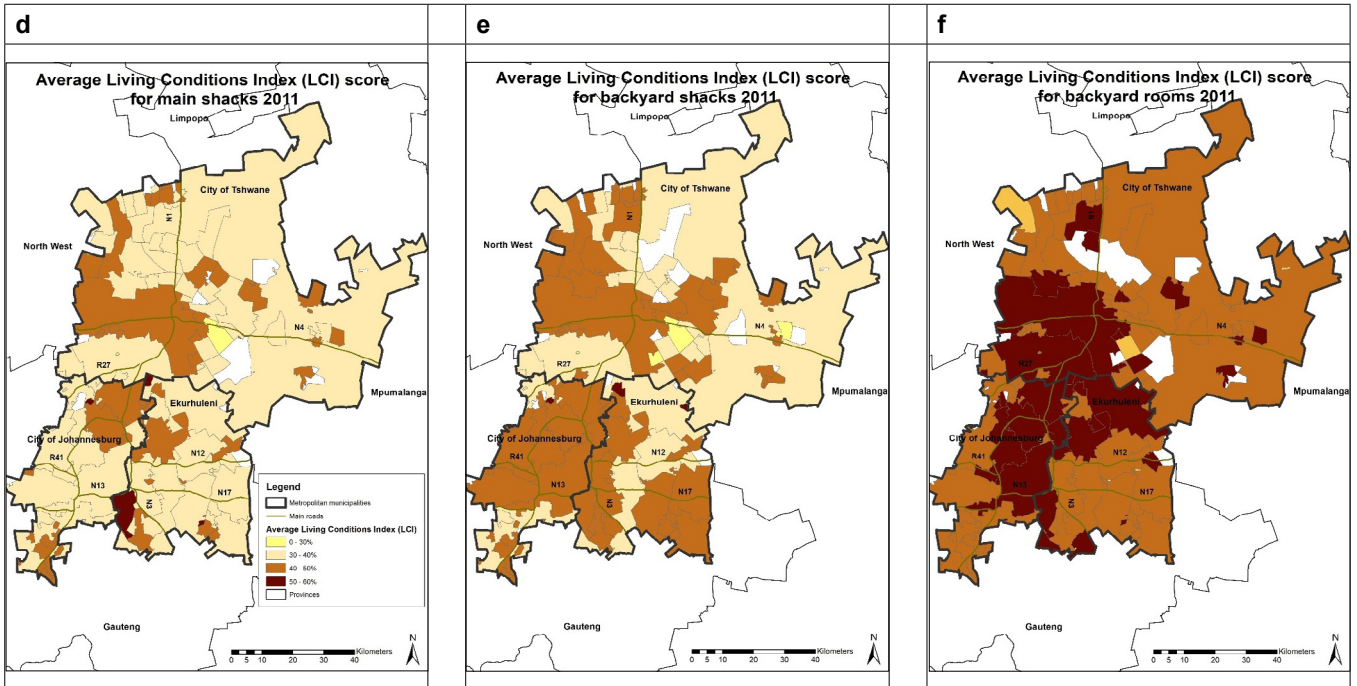 d
e
f
Average Living Conditions Index (LCI) score
for main shacks 2011
Limpopo
City of Tshwane
N1
North West
N4
R27
Mpumalanga
Ekurhuleni
City of Johannesburg
R41
N12
N13
N17
N3
Legend
Metropolitan municipalities
Main roads
Average Living Conditions Index (LCI)
0 - 30%
30 - 40%
40 - 50%
50 - 60%
Provinces
Gauteng
N
Kilometers
0 5 10 20 30 40
Average Living Conditions Index (LCI) score
for backyard shacks 2011
Limpopo
City of Tshwane
N1
North West
N4
R27
Mpumalanga
Ekurhuleni
City of Johannesburg
R41
N12
N13
N17
N3
Gauteng
N
Kilometers
0 5 10 20 30 40
Average Living Conditions Index (LCI) score
for backyard rooms 2011
Limpopo
City of Tshwane
North West
N4
R27
Mpumalanga
Ekurhuleni
City of Johannesburg
R41
N12
N13
N17
N3
Gauteng
N
Kilometers
0 5 10 20 30 40